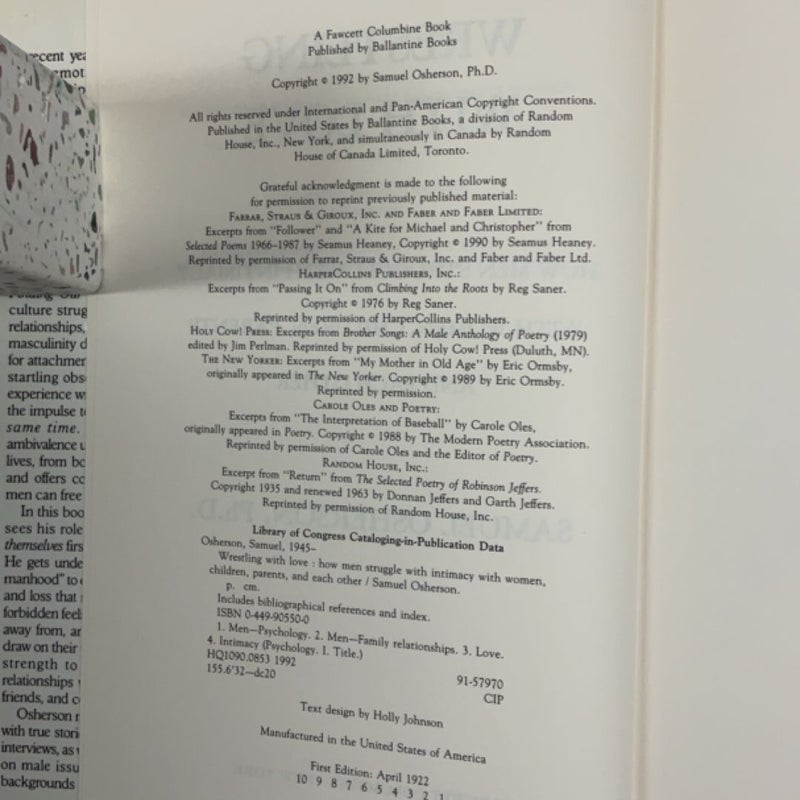 A Fawcett Columbine Book
Published by Ballantine Books
Copyright © 1992 by Samuel Osherson, Ph.D.
All rights reserved under International and Pan-American Copyright Conventions.
Published in the United States by Ballantine Books, a division of Random
House, Inc., New York, and simultaneously in Canada by Random
House of Canada Limited, Toronto.
Grateful acknowledgment is made to the following
for permission to reprint previously published material:
FARRAR, STRAUS & GIROUX, INC. AND FABER AND FABER LIMITED:
Excerpts from "Follower" and "A Kite for Michael and Christopher" from
Selected Poems 1966–1987 by Seamus Heaney, Copyright © 1990 by Seamus Heaney.
Reprinted by permission of Farrar, Straus & Giroux, Inc. and Faber and Faber Ltd.
HARPERCOLLINS PUBLISHERS, INC.:
Excerpts from "Passing It On" from Climbing Into the Roots by Reg Saner.
Copyright © 1976 by Reg Saner.
Reprinted by permission of HarperCollins Publishers.
HOLY COW! PRESS: Excerpts from Brother Songs: A Male Anthology of Poetry (1979)
edited by Jim Perlman. Reprinted by permission of Holy Cow! Press (Duluth, MN).
THE NEW YORKER: Excerpts from "My Mother in Old Age" by Eric Ormsby,
originally appeared in The New Yorker. Copyright © 1989 by Eric Ormsby.
Reprinted by permission.
CAROLE OLES AND POETRY:
Excerpts from "The Interpretation of Baseball" by Carole Oles,
originally appeared in Poetry. Copyright © 1988 by The Modern Poetry Association.
Reprinted by permission of Carole Oles and the Editor of Poetry.
RANDOM HOUSE, INC.:
Excerpt from "Return" from The Selected Poetry of Robinson Jeffers.
Copyright 1935 and renewed 1963 by Donnan Jeffers and Garth Jeffers.
Reprinted by permission of Random House, Inc.
Library of Congress Cataloging-in-Publication Data
Osherson, Samuel, 1945–
Wrestling with love : how men struggle with intimacy with women,
children, parents, and each other / Samuel Osherson.
p. cm.
Includes bibliographical references and index.
ISBN 0-449-90550-0
1. Men—Psychology. 2. Men—Family relationships. 3. Love.
4. Intimacy (Psychology. I. Title.)
HQ1090.0853 1992
155.6'32—dc20 91-57970
CIP
Text design by Holly Johnson
Manufactured in the United States of America
First Edition: April 1922
10 9 8 7 6 5 4 3 2 1
recent yea
culture strug
relationships,
masculinity d
for attachmen
startling obs
experience w
the impulse t
same time.
ambivalence u
lives, from bo
and offers co
men can free
In this boo
sees his role
themselves firs
He gets unde
manhood" to
and loss that
forbidden feel
away from, an
draw on their
strength to
relationships
friends, and c
Osherson r
with true stori
interviews, as
on male issu
backgrounds